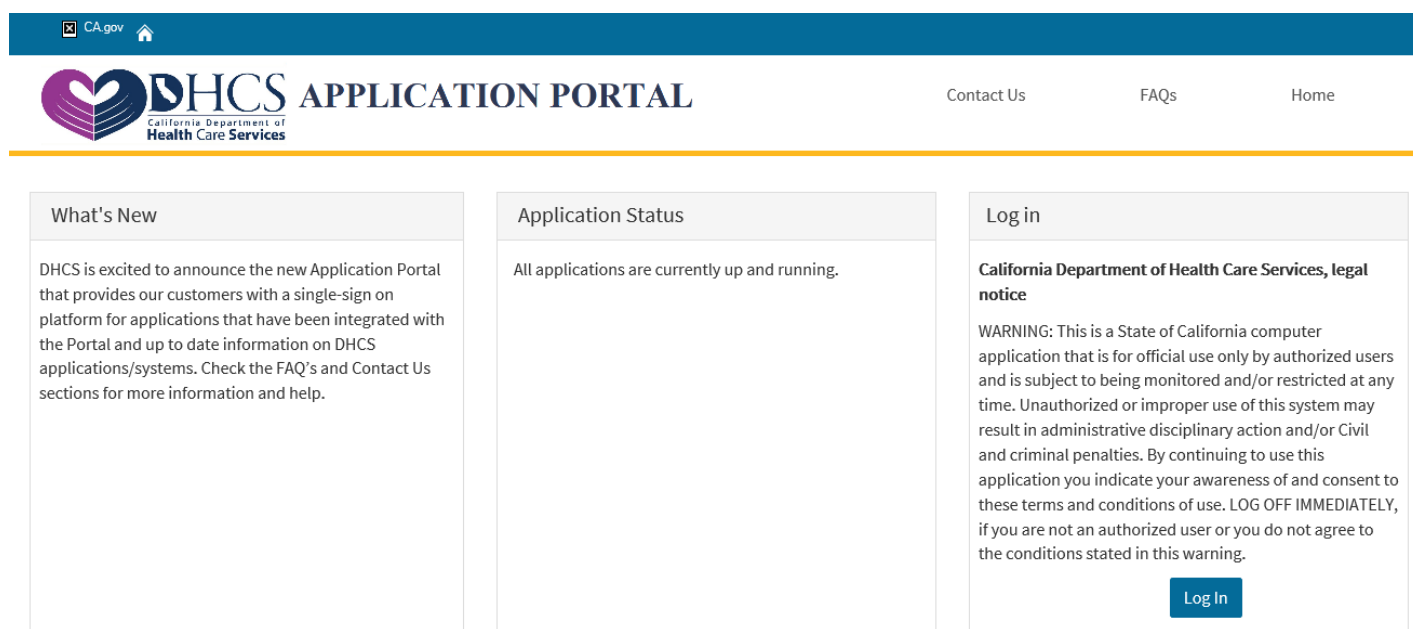 CA.gov
DHCS APPLICATION PORTAL
California Department of
Health Care Services
Contact Us
FAQs
Home
What's New
DHCS is excited to announce the new Application Portal
that provides our customers with a single-sign on
platform for applications that have been integrated with
the Portal and up to date information on DHCS
applications/systems. Check the FAQ’s and Contact Us
sections for more information and help.
Application Status
All applications are currently up and running.
Log in
California Department of Health Care Services, legal
notice
WARNING: This is a State of California computer
application that is for official use only by authorized users
and is subject to being monitored and/or restricted at any
time. Unauthorized or improper use of this system may
result in administrative disciplinary action and/or Civil
and criminal penalties. By continuing to use this
application you indicate your awareness of and consent to
these terms and conditions of use. LOG OFF IMMEDIATELY,
if you are not an authorized user or you do not agree to
the conditions stated in this warning.
Log In